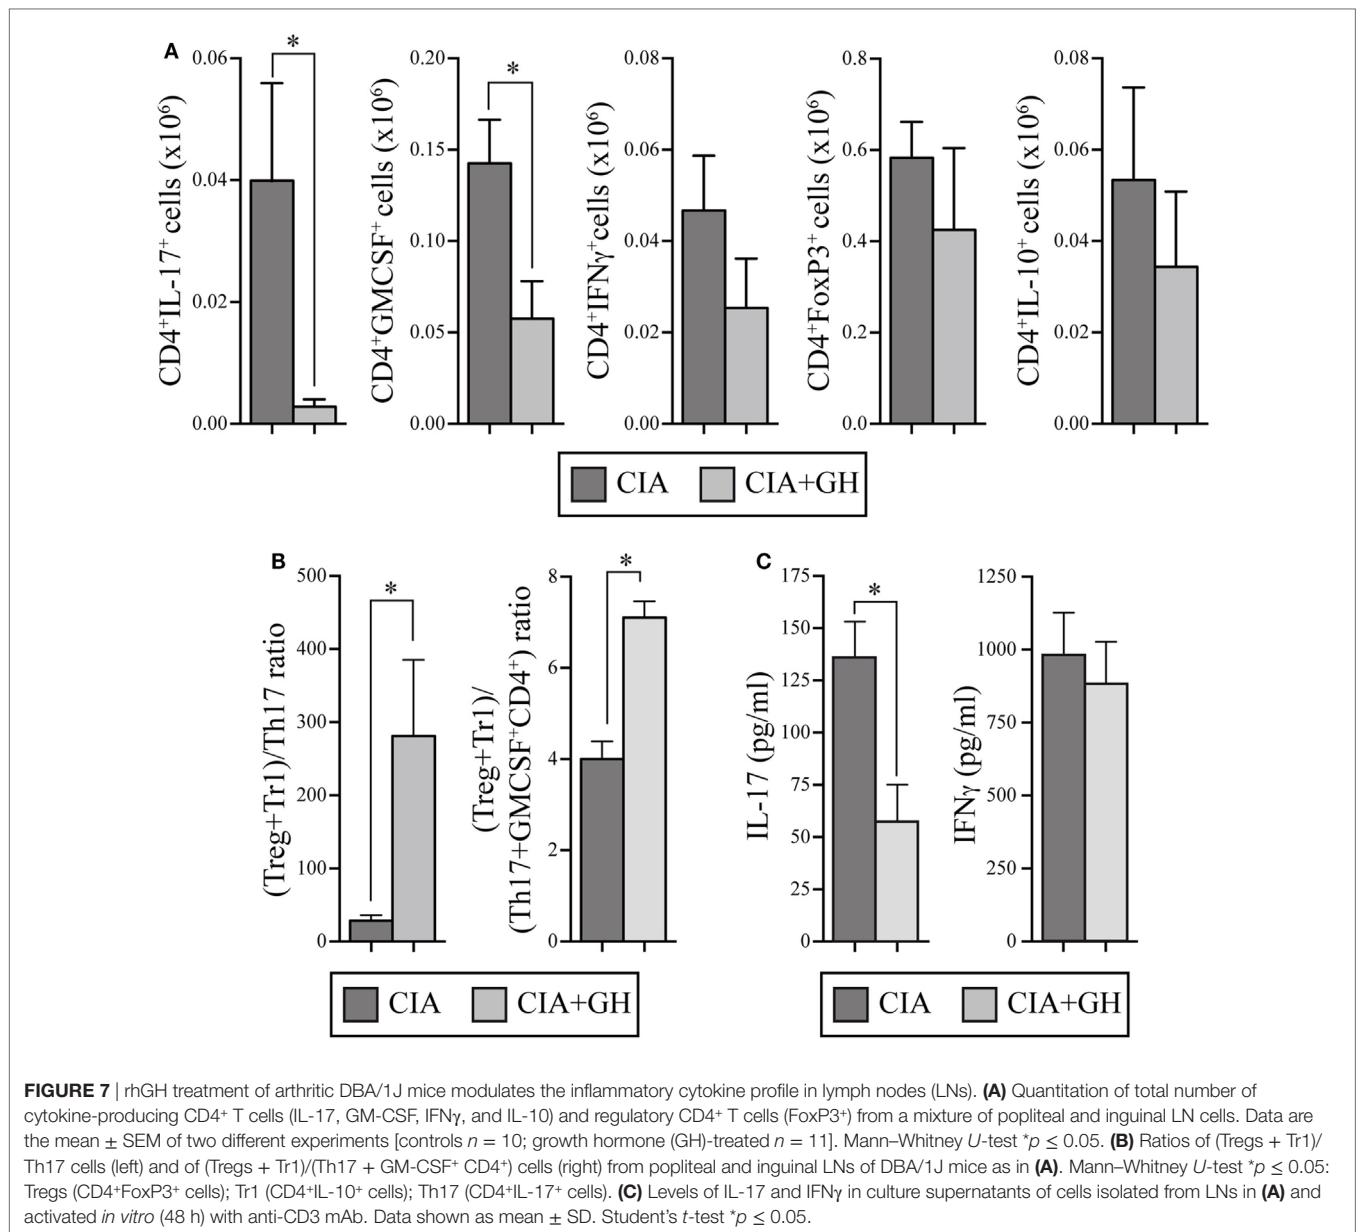 A
CD4⁺IL-17⁺ cells (x10⁶)
0.06
0.04
0.02
0.00
*
CD4⁺GMCSF⁺ cells (x10⁶)
0.20
0.15
0.10
0.05
0.00
*
CD4⁺IFNγ⁺cells (x10⁶)
0.08
0.06
0.04
0.02
0.00
CD4⁺FoxP3⁺ cells (x10⁶)
0.8
0.6
0.4
0.2
0.0
CD4⁺IL-10⁺ cells (x10⁶)
0.08
0.06
0.04
0.02
0.00
CIA CIA+GH
B
(Treg+Tr1)/Th17 ratio
500
400
300
200
100
0
*
(Treg+Tr1)/
(Th17+GMCSF⁺CD4⁺) ratio
8
6
4
2
0
*
CIA CIA+GH
C
IL-17 (pg/ml)
175
150
125
100
75
50
25
0
*
IFNγ (pg/ml)
1250
1000
750
500
250
0
CIA CIA+GH
FIGURE 7 | rhGH treatment of arthritic DBA/1J mice modulates the inflammatory cytokine profile in lymph nodes (LNs). (A) Quantitation of total number of
cytokine-producing CD4⁺ T cells (IL-17, GM-CSF, IFNγ, and IL-10) and regulatory CD4⁺ T cells (FoxP3⁺) from a mixture of popliteal and inguinal LN cells. Data are
the mean ± SEM of two different experiments [controls n = 10; growth hormone (GH)-treated n = 11]. Mann–Whitney U-test *p ≤ 0.05. (B) Ratios of (Tregs + Tr1)/
Th17 cells (left) and of (Tregs + Tr1)/(Th17 + GM-CSF⁺ CD4⁺) cells (right) from popliteal and inguinal LNs of DBA/1J mice as in (A). Mann–Whitney U-test *p ≤ 0.05:
Tregs (CD4⁺FoxP3⁺ cells); Tr1 (CD4⁺IL-10⁺ cells); Th17 (CD4⁺IL-17⁺ cells). (C) Levels of IL-17 and IFNγ in culture supernatants of cells isolated from LNs in (A) and
activated in vitro (48 h) with anti-CD3 mAb. Data shown as mean ± SD. Student's t-test *p ≤ 0.05.